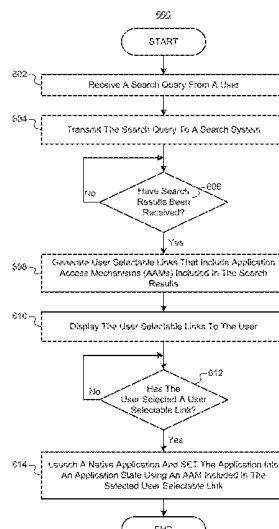 600
START
602
Receive A Search Query From A User
604
Transmit The Search Query To A Search System
606
Have Search
Results Been
Received?
No
Yes
608
Generate User Selectable Links That Include Application
Access Mechanisms (AAMs) Included In The Search
Results
610
Display The User Selectable Links To The User
612
Has The
User Selected A User
Selectable Link?
No
Yes
614
Launch A Native Application And SET The Application Into
An Application State Using An AAM Included In The
Selected User Selectable Link
END